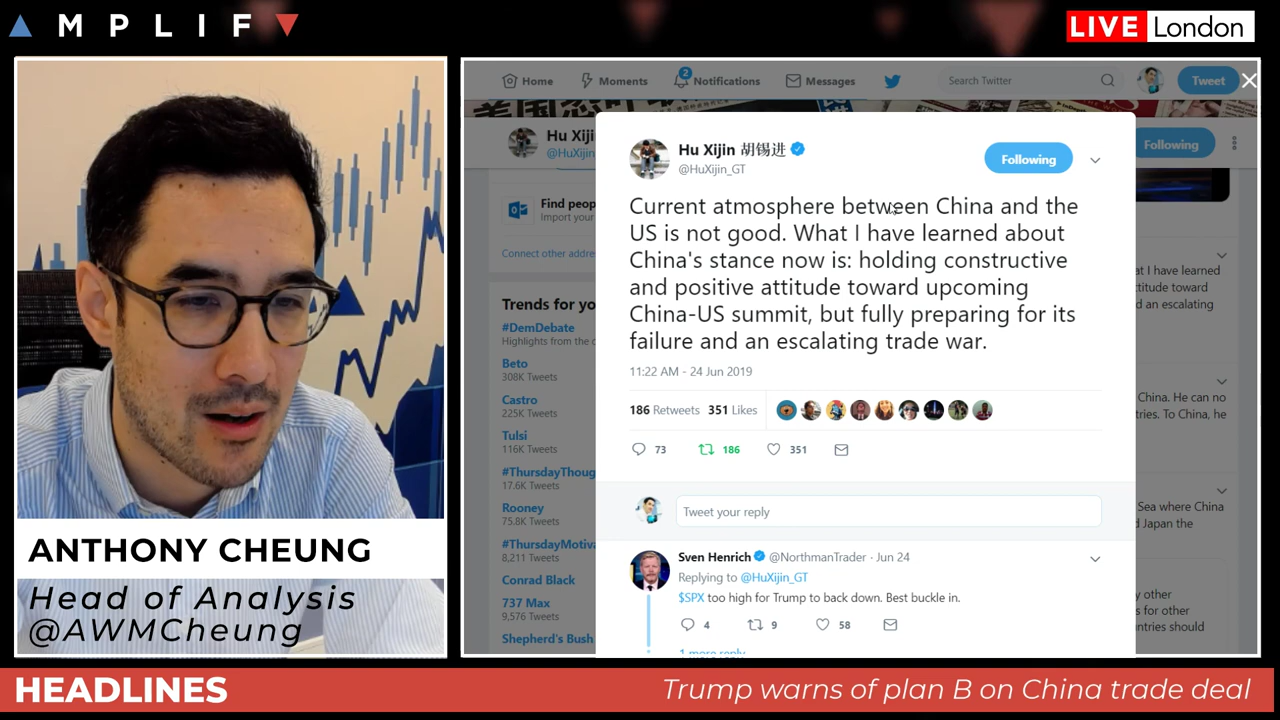 AMPLIFY
LIVE London
Home
Moments
2
Notifications
Messages
Search Twitter
Tweet
Hu Xiji
@HuXijin
Following
Find peop
Import your
Connect other addre
Trends for yo
#DemDebate
Highlights from the c
Beto
308K Tweets
Castro
225K Tweets
Tulsi
116K Tweets
#ThursdayThoug
17.6K Tweets
Rooney
75.8K Tweets
#ThursdayMotiva
8,211 Tweets
Conrad Black
737 Max
9,576 Tweets
Shepherd's Bush
Hu Xijin 胡锡进
@HuXijin_GT
Following
Current atmosphere between China and the
US is not good. What I have learned about
China's stance now is: holding constructive
and positive attitude toward upcoming
China-US summit, but fully preparing for its
failure and an escalating trade war.
11:22 AM - 24 Jun 2019
186 Retweets 351 Likes
73 186 351
Tweet your reply
Sven Henrich @NorthmanTrader · Jun 24
Replying to @HuXijin_GT
$SPX too high for Trump to back down. Best buckle in.
4 9 58
1 more reply
at I have learned
ttitude toward
d an escalating
China. He can no
tries. To China, he
Sea where China
d Japan the
y other
s for other
ntries should
ANTHONY CHEUNG
Head of Analysis
@AWMCheung
HEADLINES
Trump warns of plan B on China trade deal